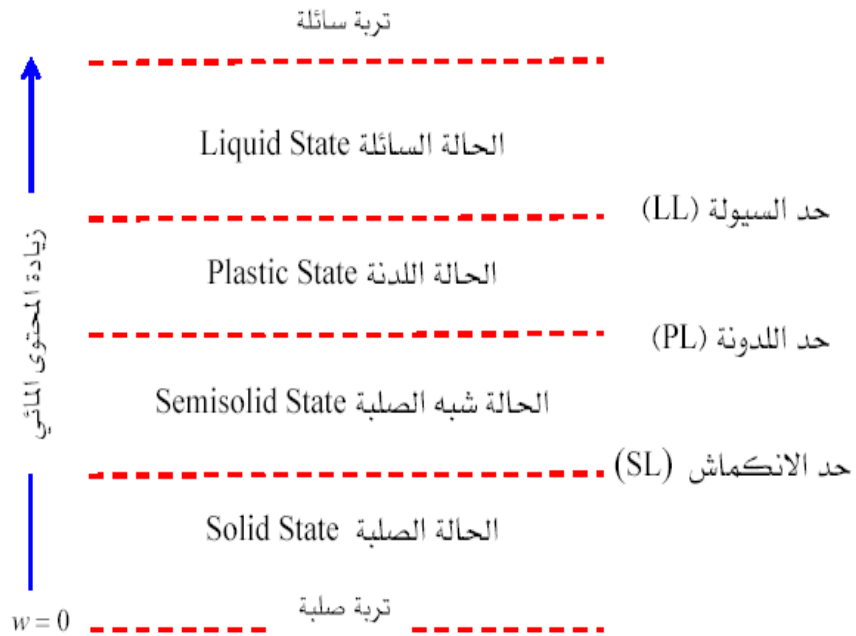 تربة سائلة
الحالة السائلة Liquid State
حد السيولة (LL)
الحالة اللدنة Plastic State
حد اللدونة (PL)
زيادة المحتوى المائي
الحالة شبه الصلبة Semisolid State
حد الانكماش (SL)
الحالة الصلبة Solid State
تربة صلبة
w = 0